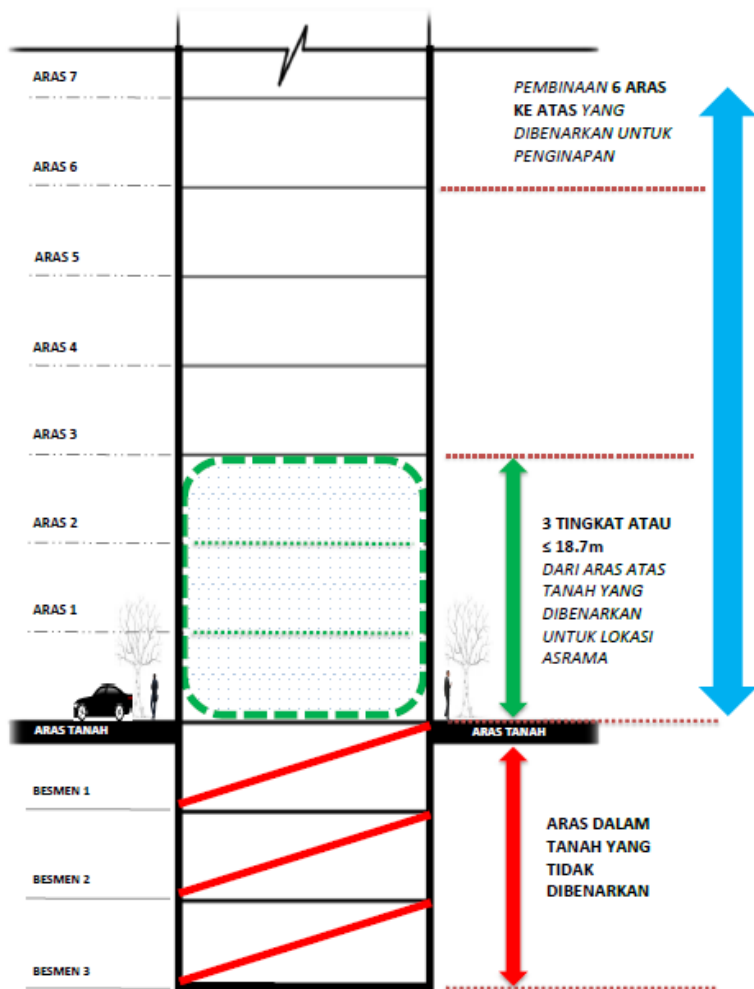 ARAS 7
PEMBINAAN 6 ARAS
KE ATAS YANG
DIBENARKAN UNTUK
PENGINAPAN
ARAS 6
ARAS 5
ARAS 4
ARAS 3
ARAS 2
3 TINGKAT ATAU
≤ 18.7m
DARI ARAS ATAS
TANAH YANG
DIBENARKAN
UNTUK LOKASI
ASRAMA
ARAS 1
ARAS TANAH
ARAS TANAH
BESMEN 1
ARAS DALAM
TANAH YANG
TIDAK
DIBENARKAN
BESMEN 2
BESMEN 3